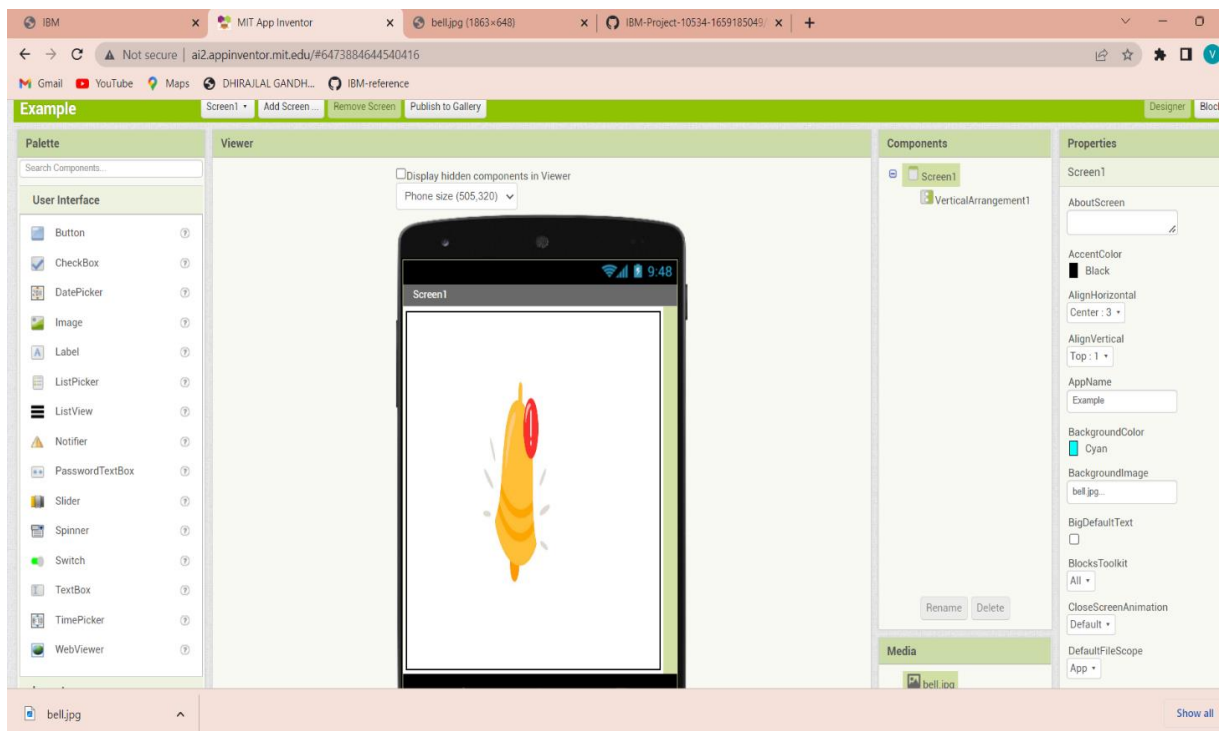 IBM
MIT App Inventor
bell.jpg (1863×648)
IBM-Project-10534-1659185049
Not secure | ai2.appinventor.mit.edu/#6473884644540416
Gmail YouTube Maps DHIRAJLAL GANDH... IBM-reference
Example Screen1 Add Screen ... Remove Screen Publish to Gallery Designer
Palette
Search Components...
User Interface
Button
CheckBox
DatePicker
Image
Label
ListPicker
ListView
Notifier
PasswordTextBox
Slider
Spinner
Switch
TextBox
TimePicker
WebViewer
Viewer
Display hidden components in Viewer
Phone size (505,320)
9:48
Screen1
Components
Screen1
VerticalArrangement1
Rename Delete
Media
bell.jpg
Properties
Screen1
AboutScreen
AccentColor
Black
AlignHorizontal
Center : 3
AlignVertical
Top : 1
AppName
Example
BackgroundColor
Cyan
BackgroundImage
bell.jpg...
BigDefaultText
BlocksToolkit
All
CloseScreenAnimation
Default
DefaultFileScope
App
bell.jpg
Show all